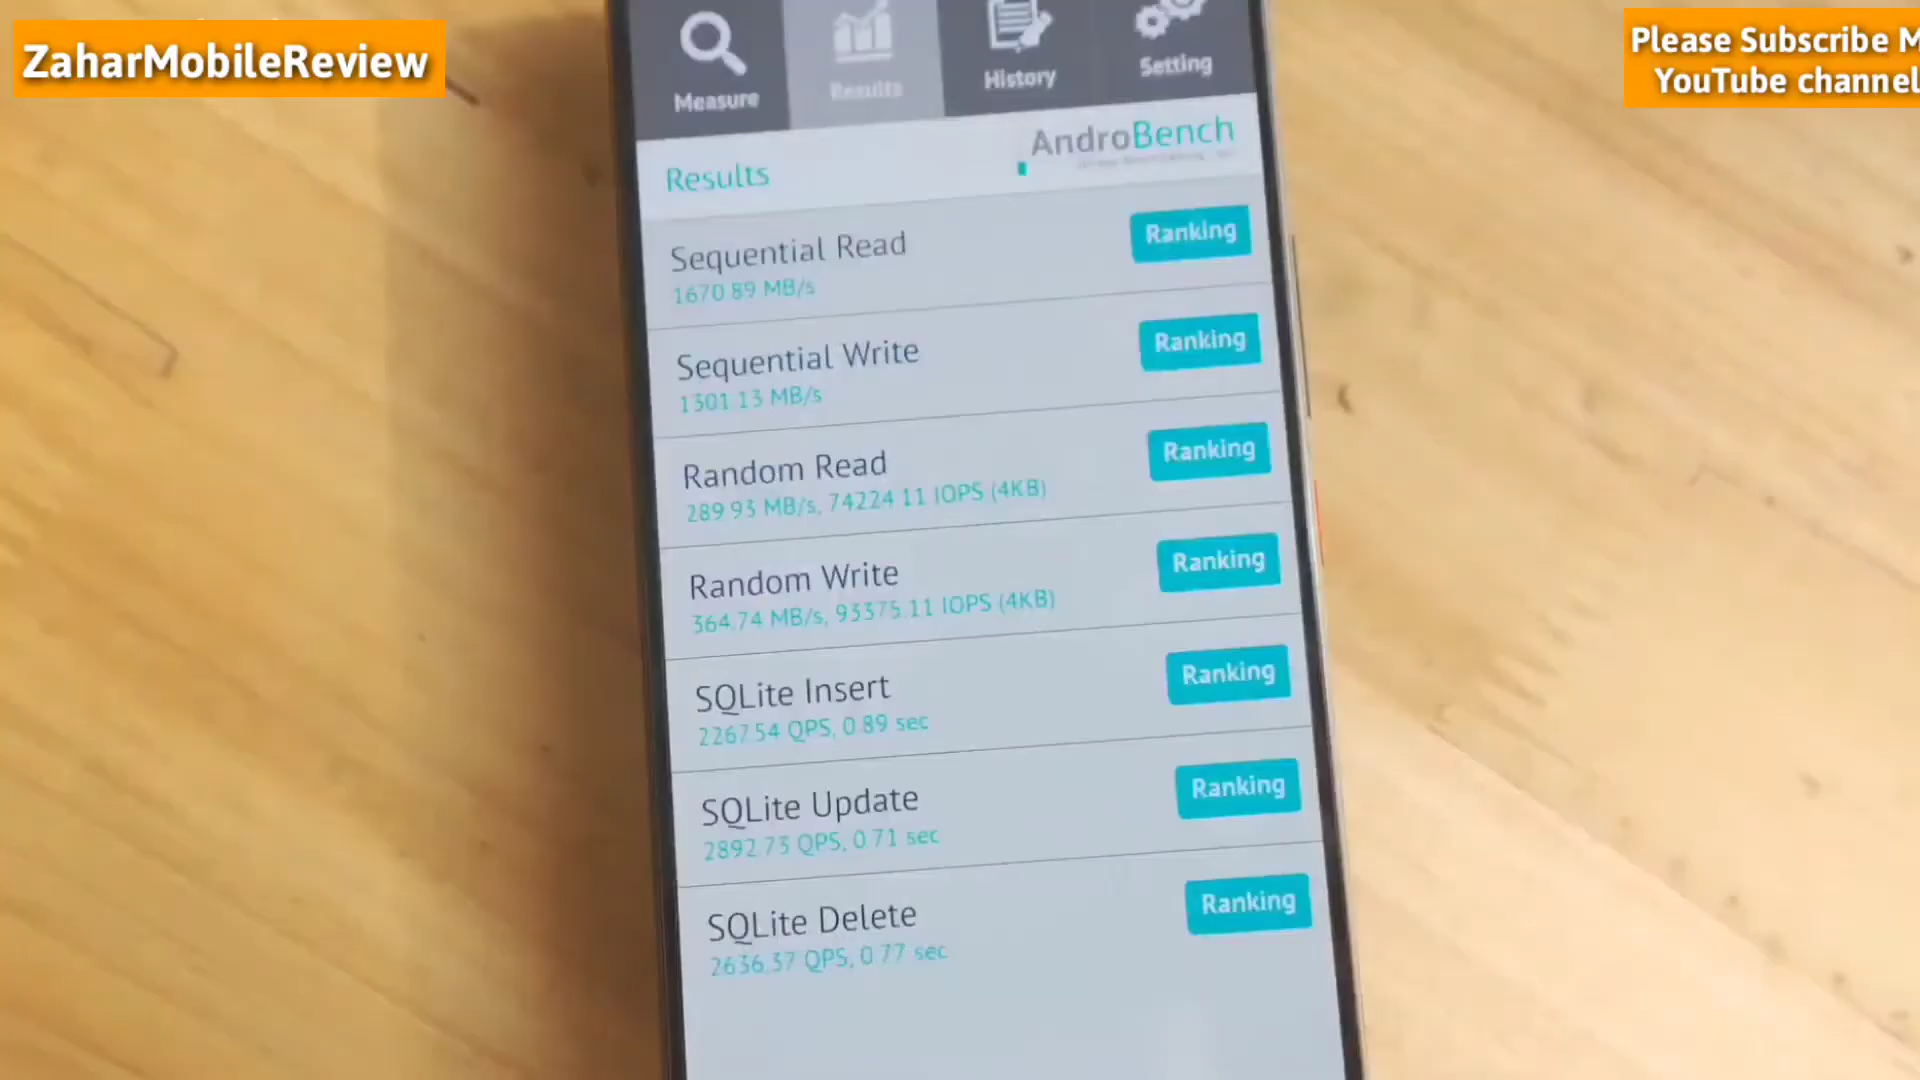 ZaharMobileReview
Please Subscribe M
YouTube channel
Measure
Results
History
Setting
Results
AndroBench
Sequential Read
1670.89 MB/s
Ranking
Sequential Write
1301.13 MB/s
Ranking
Random Read
289.93 MB/s, 74224.11 IOPS (4KB)
Ranking
Random Write
364.74 MB/s, 93375.11 IOPS (4KB)
Ranking
SQLite Insert
2267.54 QPS, 0.89 sec
Ranking
SQLite Update
2892.73 QPS, 0.71 sec
Ranking
SQLite Delete
2636.37 QPS, 0.77 sec
Ranking